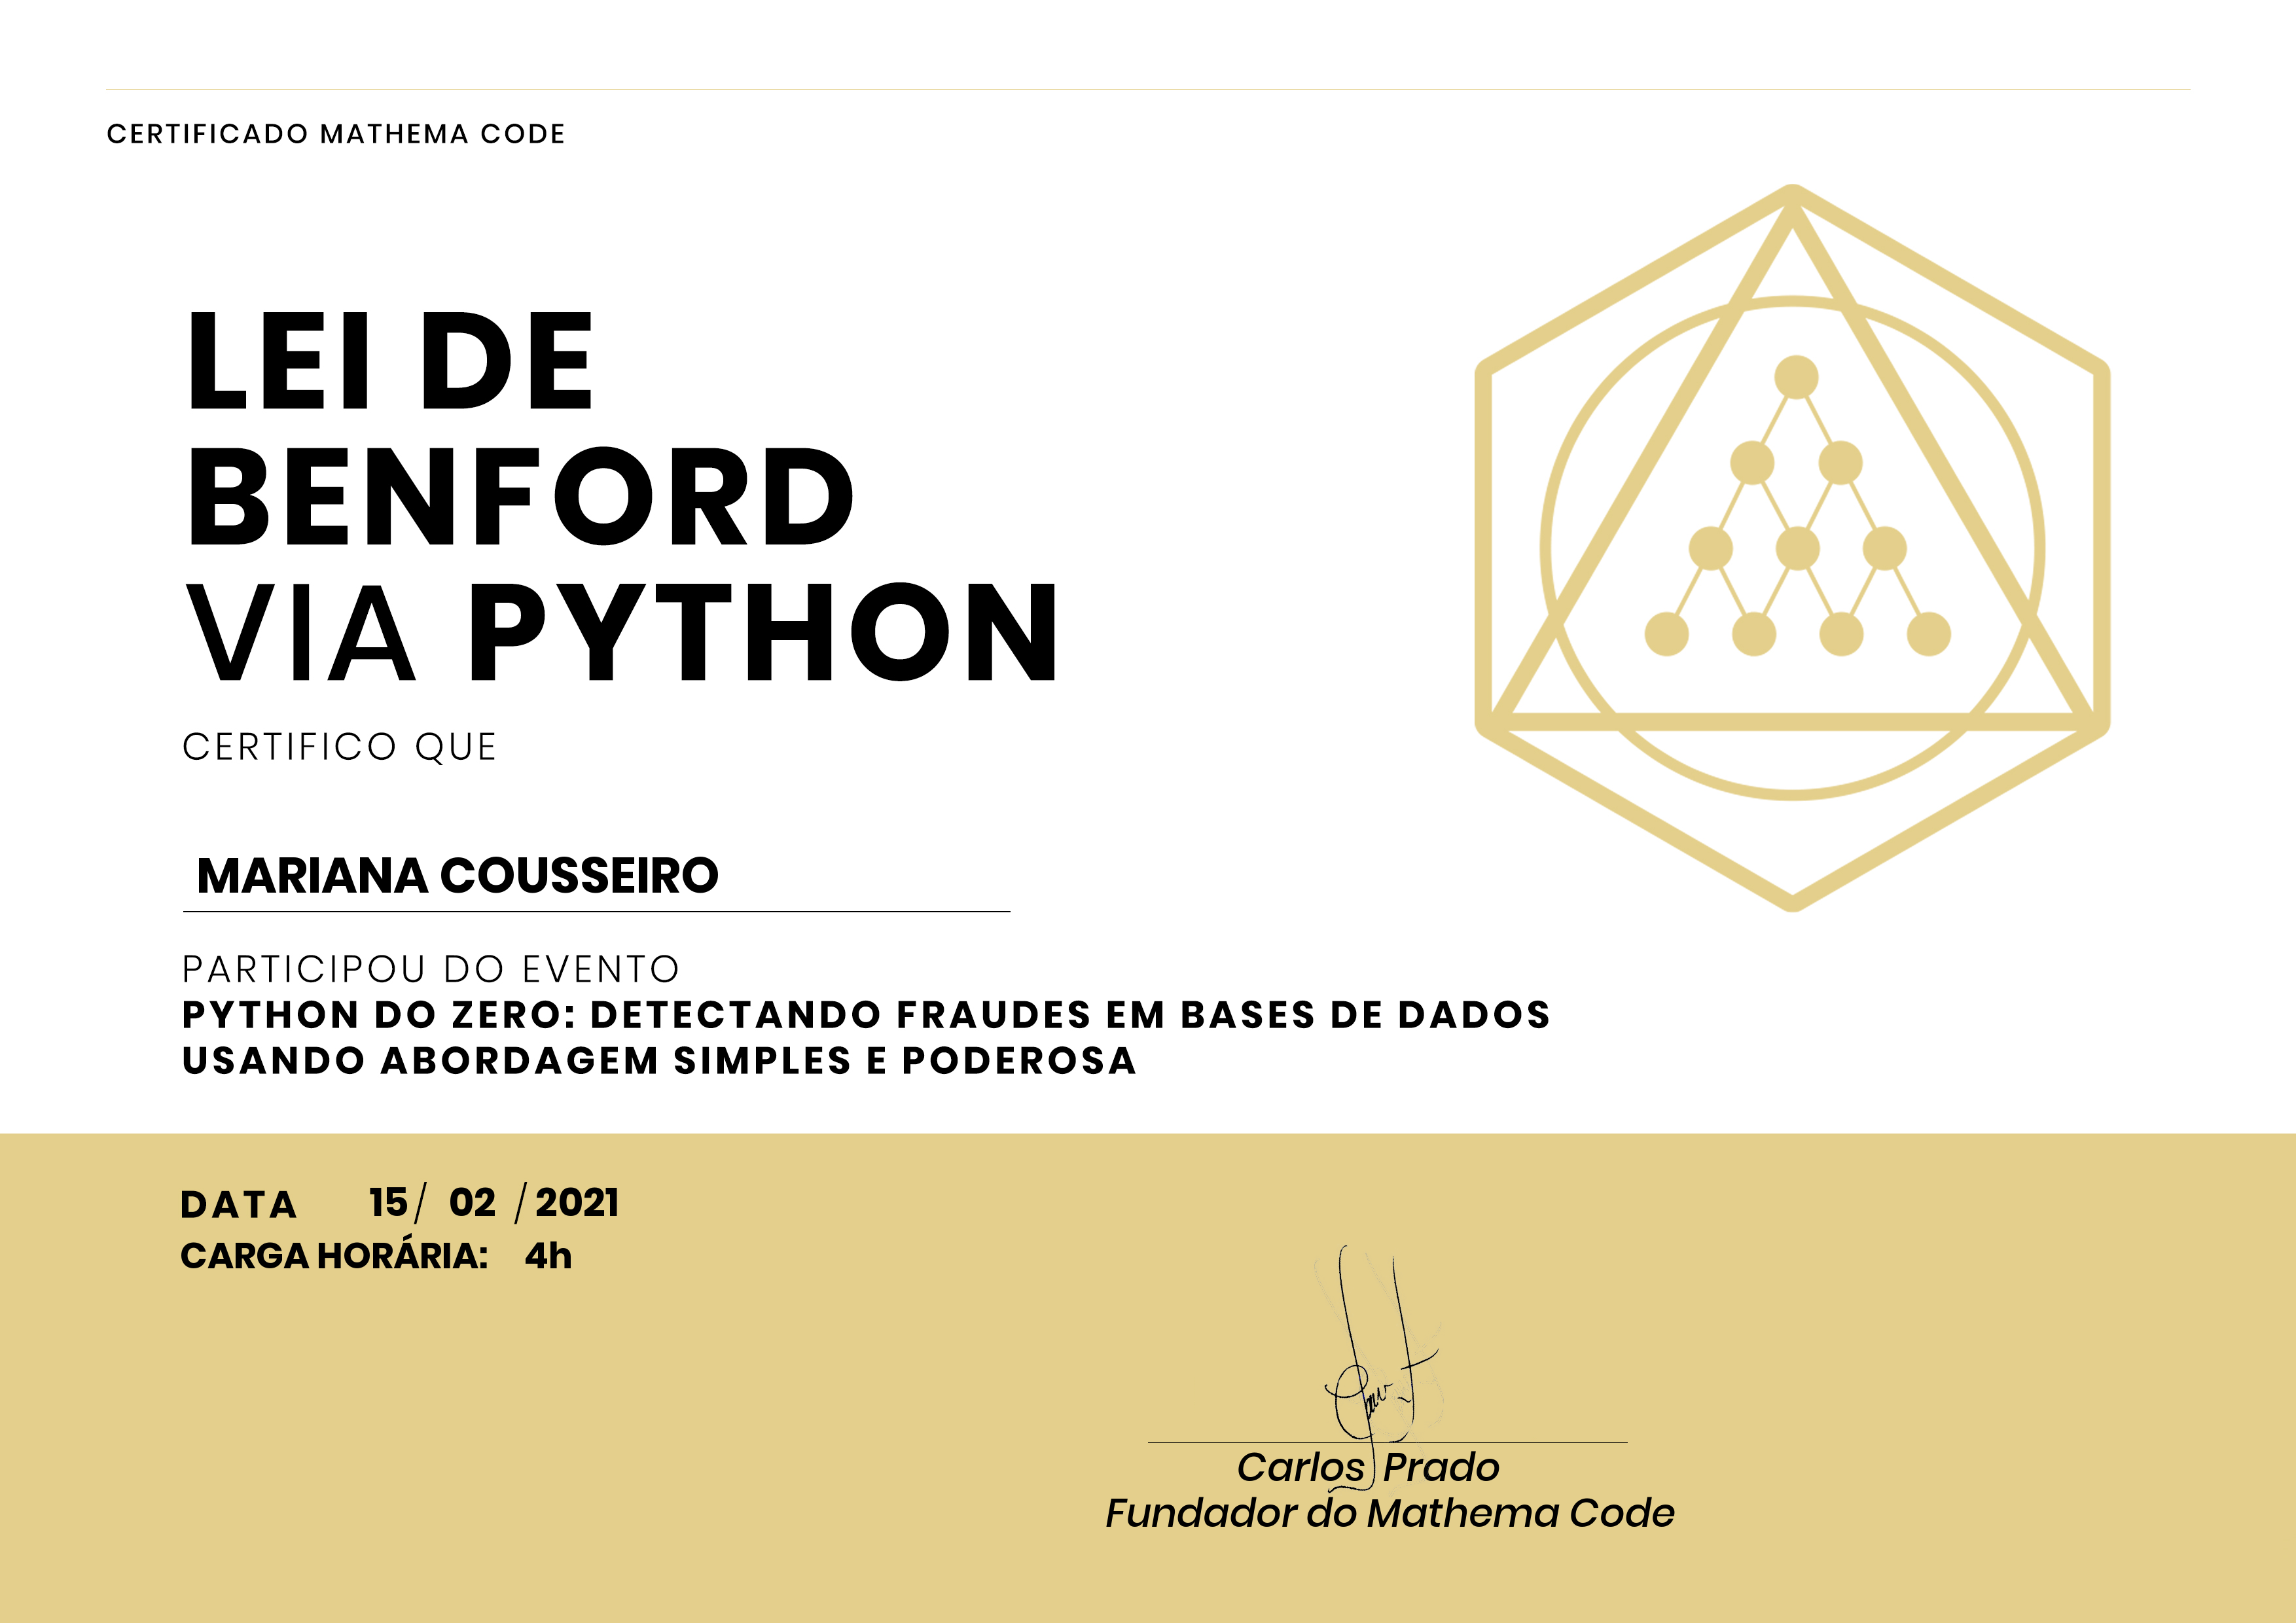 CERTIFICADO MATHEMA CODE
LEI DE
BENFORD
VIA PYTHON
CERTIFICO QUE
MARIANA COUSSEIRO
PARTICIPOU DO EVENTO
PYTHON DO ZERO: DETECTANDO FRAUDES EM BASES DE DADOS
USANDO ABORDAGEM SIMPLES E PODEROSA
DATA 15/ 02 /2021
CARGA HORÁRIA: 4h
Carlos Prado
Fundador do Mathema Code